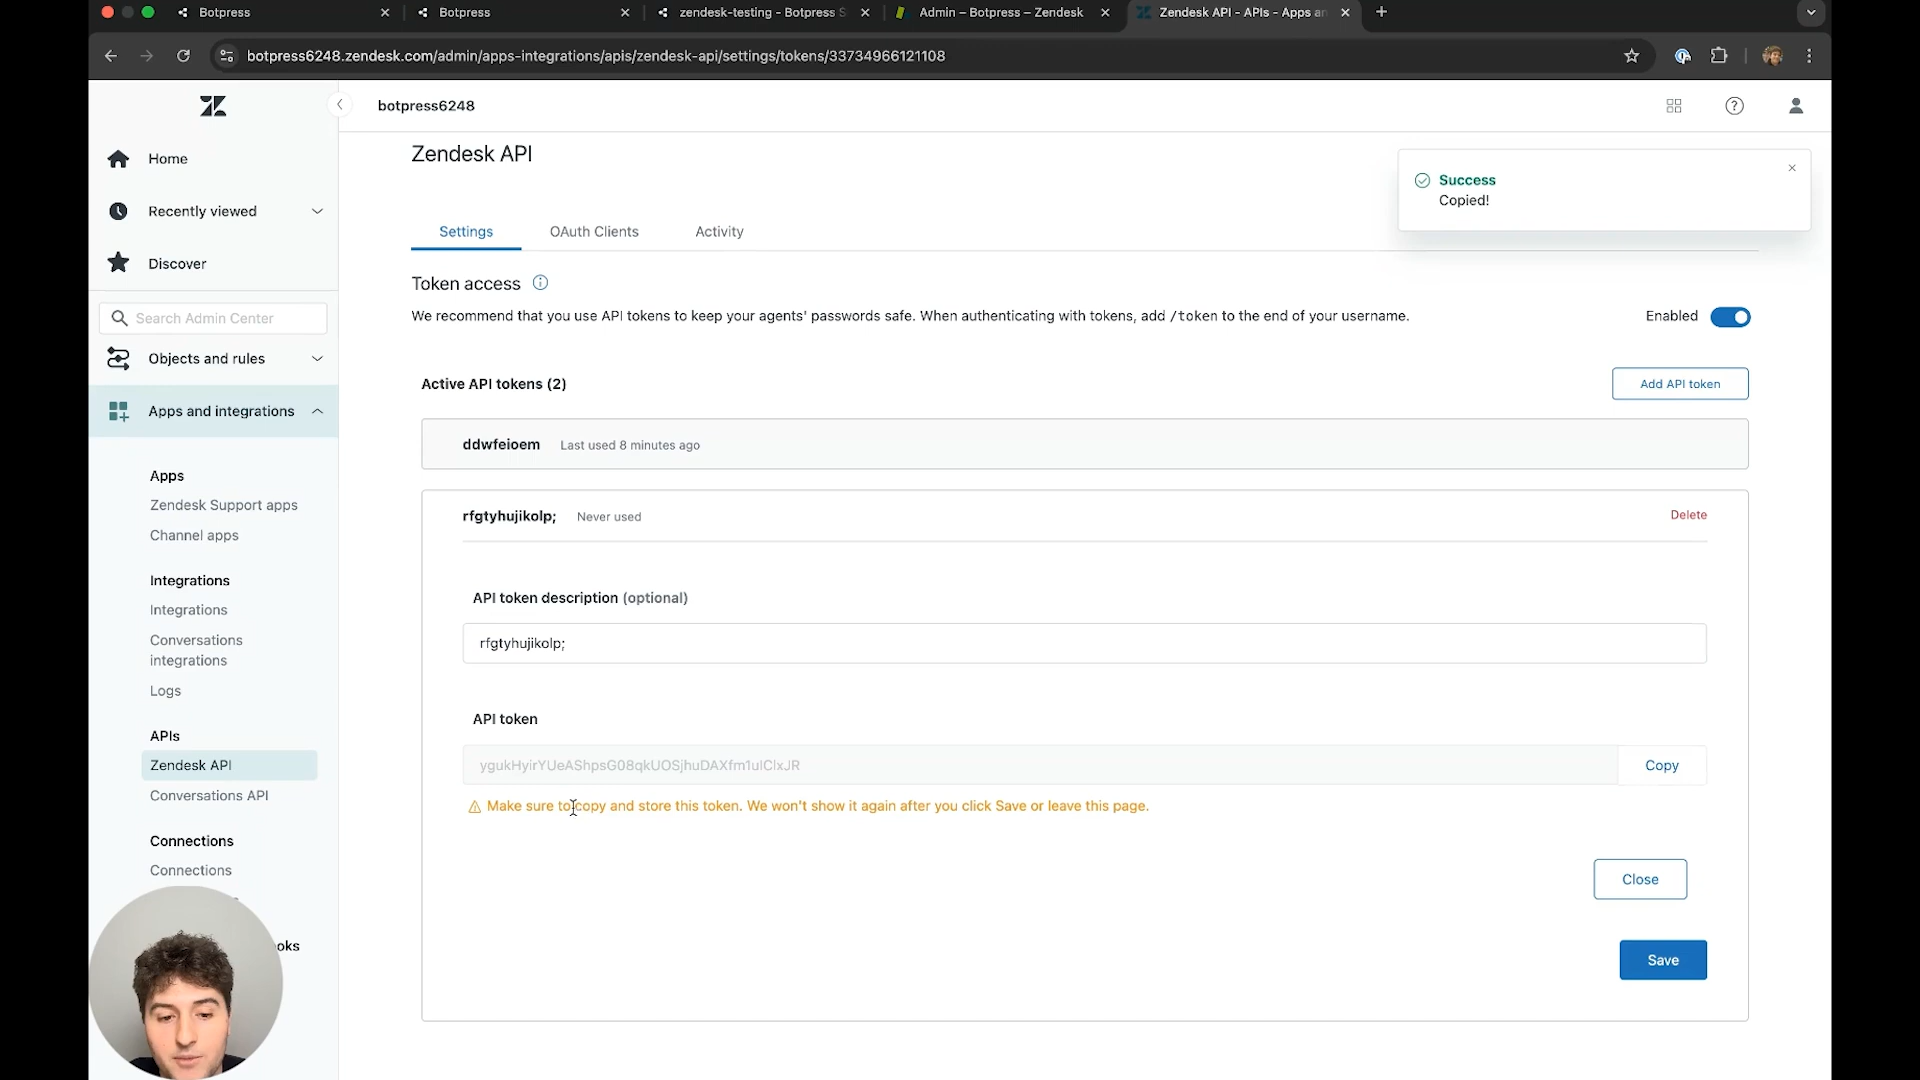 Botpress
Botpress
zendesk-testing - Botpress
Admin – Botpress – Zendesk
Zendesk API - APIs - Apps
botpress6248.zendesk.com/admin/apps-integrations/apis/zendesk-api/settings/tokens/33734966121108
botpress6248
Home
Recently viewed
Discover
Search Admin Center
Objects and rules
Apps and integrations
Apps
Zendesk Support apps
Channel apps
Integrations
Integrations
Conversations
integrations
Logs
APIs
Zendesk API
Conversations API
Connections
Connections
Zendesk API
Success
Copied!
Settings
OAuth Clients
Activity
Token access
We recommend that you use API tokens to keep your agents' passwords safe. When authenticating with tokens, add /token to the end of your username.
Enabled
Active API tokens (2)
Add API token
ddwfeioem
Last used 8 minutes ago
rfgtyhujikolp;
Never used
Delete
API token description (optional)
rfgtyhujikolp;
API token
Copy
Make sure to copy and store this token. We won't show it again after you click Save or leave this page.
Close
Save